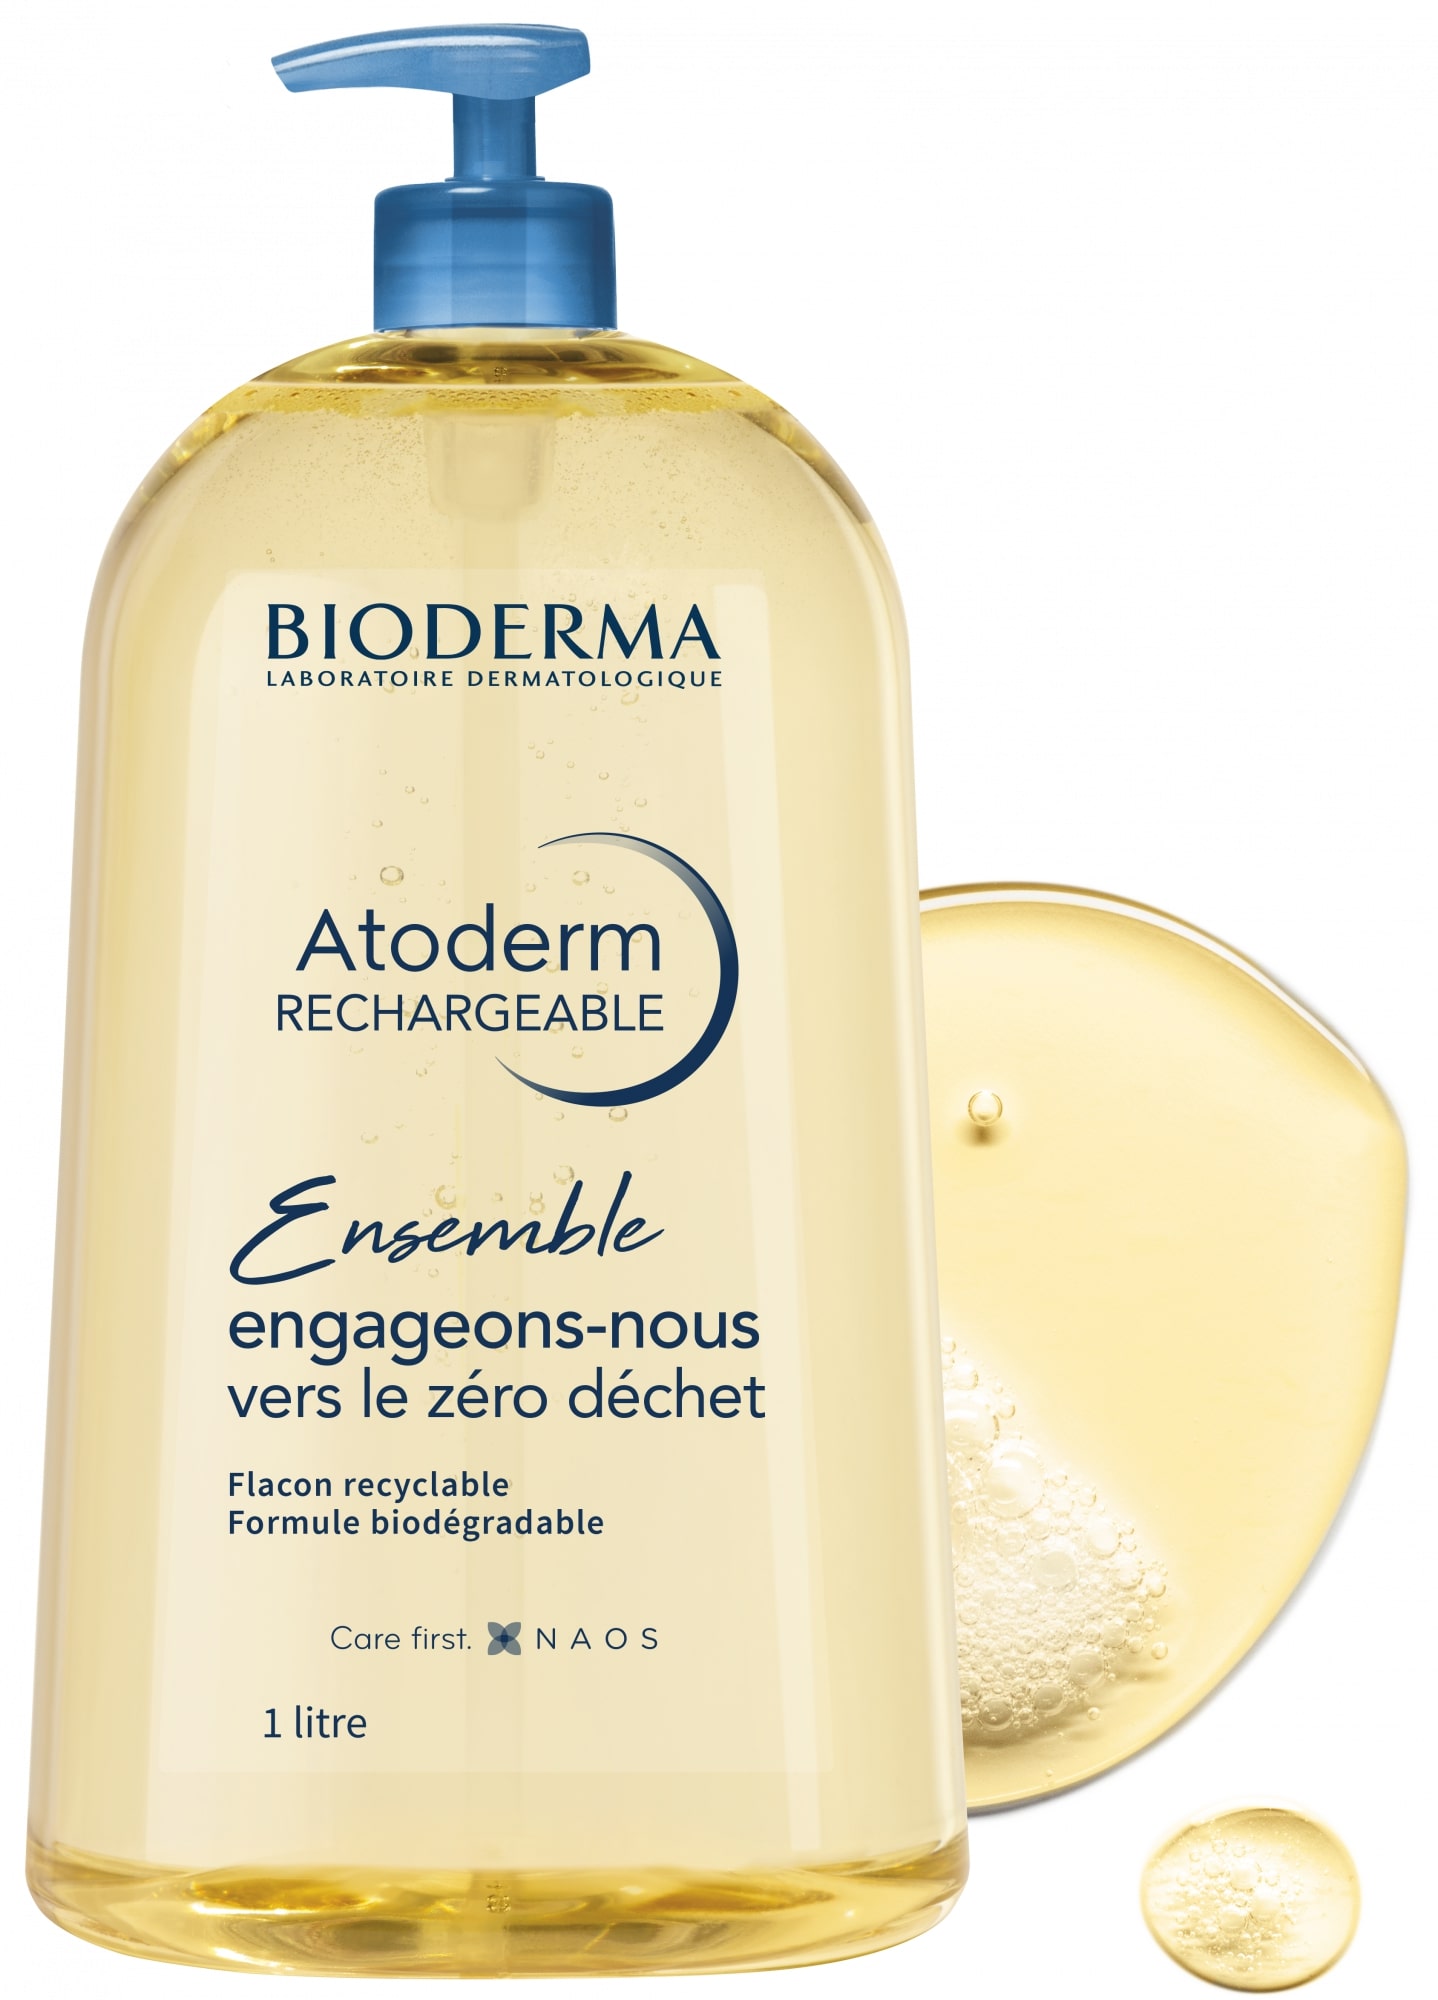 BIODERMA
LABORATOIRE DERMATOLOGIQUE
Atoderm
RECHARGEABLE
Ensemble
engageons-nous
vers le zéro déchet
Flacon recyclable
Formule biodégradable
Care first. NAOS
1 litre